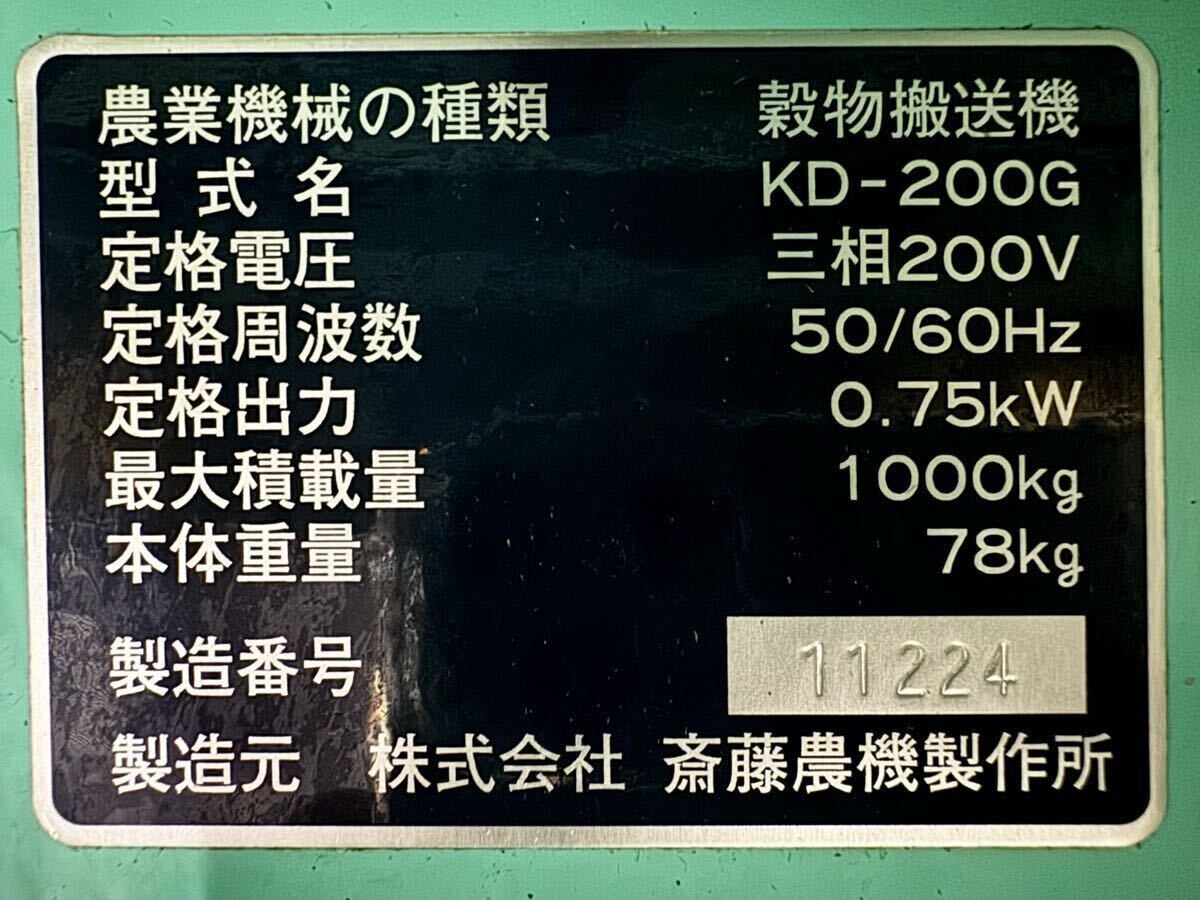 農業機械の種類 穀物搬送機
型式名 KD-200G
定格電圧 三相200V
定格周波数 50/60Hz
定格出力 0.75kW
最大積載量 1000kg
本体重量 78kg
製造番号 11224
製造元 株式会社 斎藤農機製作所